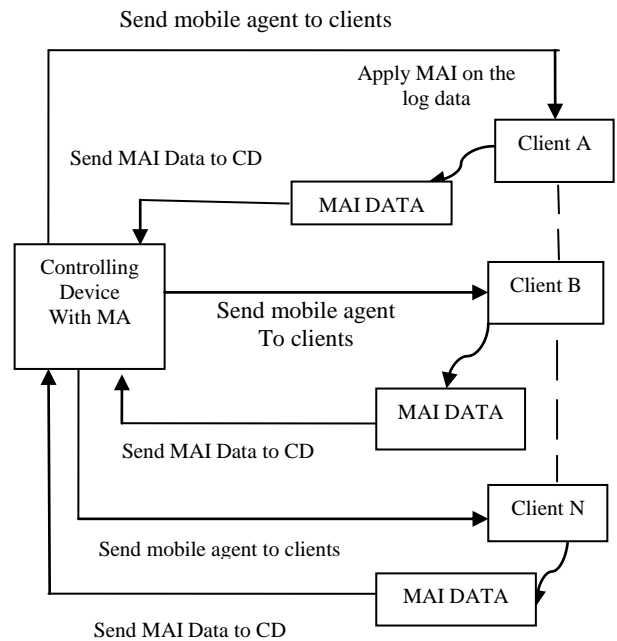 Send mobile agent to clients
Apply MAI on the
log data
Client A
Send MAI Data to CD
MAI DATA
Controlling
Device
With MA
Client B
Send mobile agent
To clients
MAI DATA
Send MAI Data to CD
Client N
Send mobile agent to clients
MAI DATA
Send MAI Data to CD